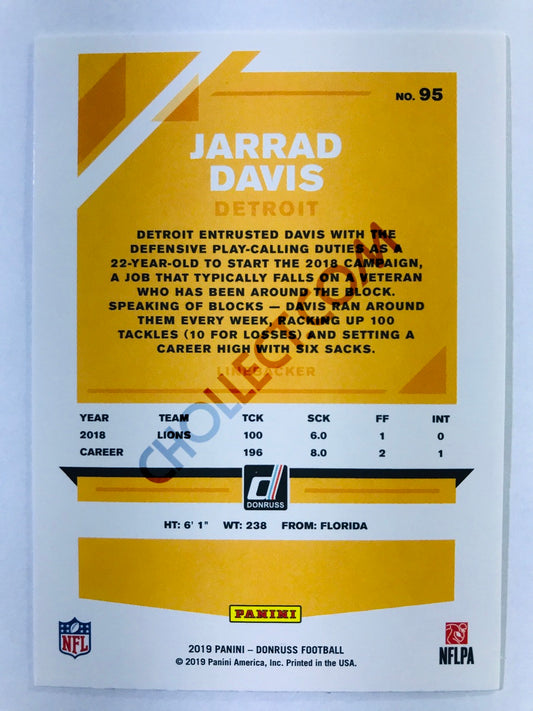 NO. 95
JARRAD
DAVIS
DETROIT
DETROIT ENTRUSTED DAVIS WITH THE
DEFENSIVE PLAY-CALLING DUTIES AS A
22-YEAR-OLD TO START THE 2018 CAMPAIGN,
A JOB THAT TYPICALLY FALLS ON A VETERAN
WHO HAS BEEN AROUND THE BLOCK.
SPEAKING OF BLOCKS — DAVIS RAN AROUND
THEM EVERY WEEK, RACKING UP 100
TACKLES (10 FOR LOSSES) AND SETTING A
CAREER HIGH WITH SIX SACKS.
LINEBACKER
CHOLLECT.COM
YEAR TEAM TCK SCK FF INT
2018 LIONS 100 6.0 1 0
CAREER 196 8.0 2 1
d
DONRUSS
HT: 6' 1" WT: 238 FROM: FLORIDA
PANINI
NFL
2019 PANINI – DONRUSS FOOTBALL
© 2019 Panini America, Inc. Printed in the USA.
NFLPA